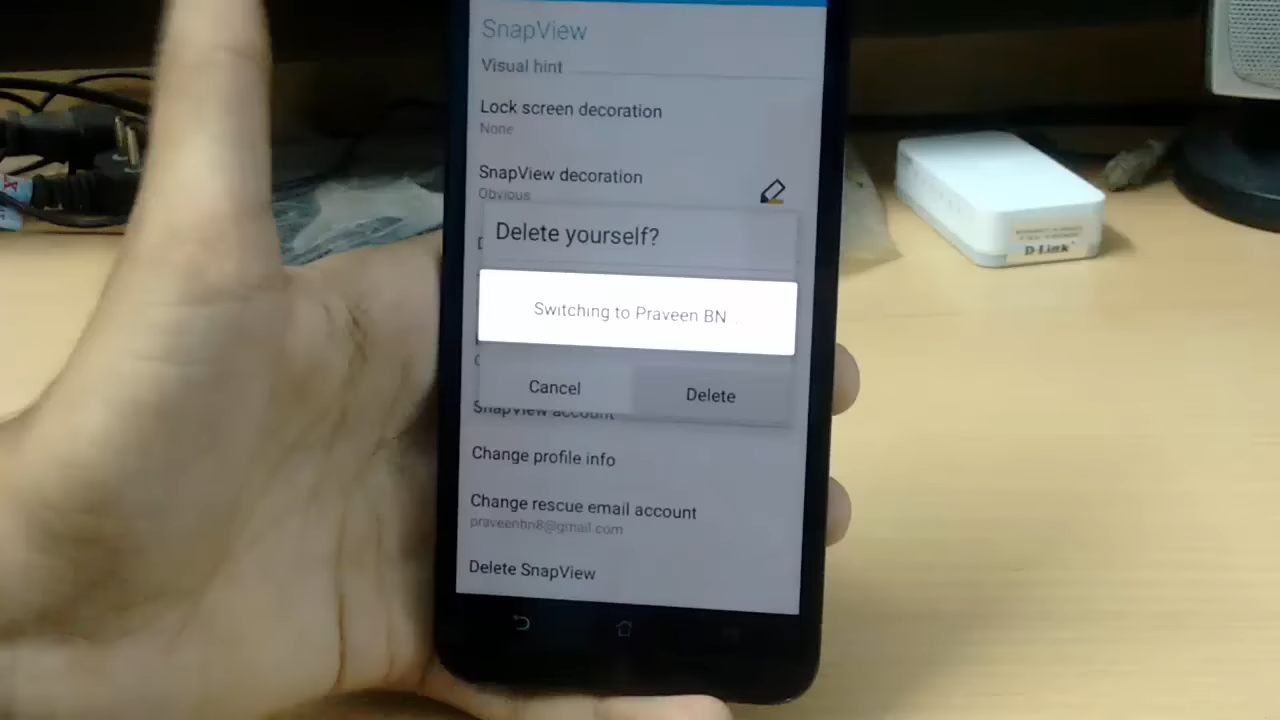 SnapView
Visual hint
Lock screen decoration
None
SnapView decoration
Obvious
Delete yourself?
Switching to Praveen BN
Cancel
Delete
SnapView account
Change profile info
Change rescue email account
praveenbn8@gmail.com
Delete SnapView
D-Link